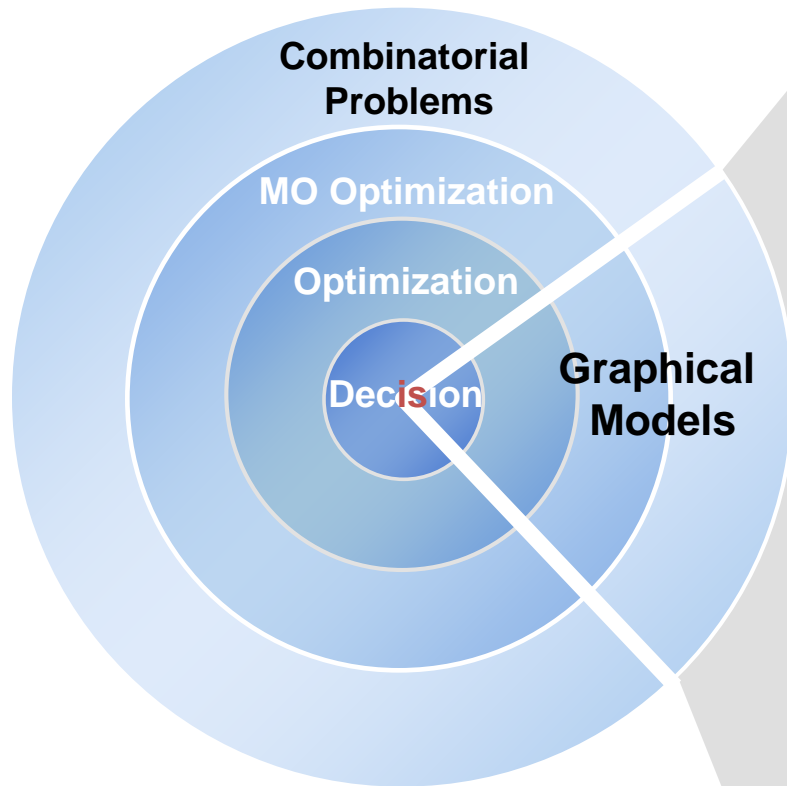 Combinatorial
Problems
MO Optimization
Optimization
Decision
Graphical
Models